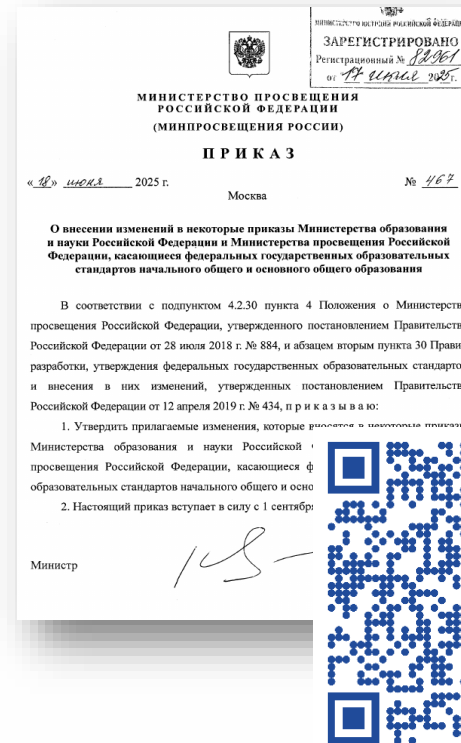 МИНИСТЕРСТВО ЮСТИЦИИ РОССИЙСКОЙ ФЕДЕРАЦИ
ЗАРЕГИСТРИРОВАНО
Регистрационный № 82961
от "17" июля 2025 г.
МИНИСТЕРСТВО ПРОСВЕЩЕНИЯ
РОССИЙСКОЙ ФЕДЕРАЦИИ
(МИНПРОСВЕЩЕНИЯ РОССИИ)
ПРИКАЗ
« 18 » июня 2025 г. № 467
Москва
О внесении изменений в некоторые приказы Министерства образования
и науки Российской Федерации и Министерства просвещения Российской
Федерации, касающиеся федеральных государственных образовательных
стандартов начального общего и основного общего образования
В соответствии с подпунктом 4.2.30 пункта 4 Положения о Министерств
просвещения Российской Федерации, утвержденного постановлением Правительств
Российской Федерации от 28 июля 2018 г. № 884, и абзацем вторым пункта 30 Прави
разработки, утверждения федеральных государственных образовательных стандарто
и внесения в них изменений, утвержденных постановлением Правительств
Российской Федерации от 12 апреля 2019 г. № 434, п р и к а з ы в а ю:
1. Утвердить прилагаемые изменения, которые вносятся в некоторые приказ
Министерства образования и науки Российской
просвещения Российской Федерации, касающиеся ф
образовательных стандартов начального общего и осно
2. Настоящий приказ вступает в силу с 1 сентябр
Министр